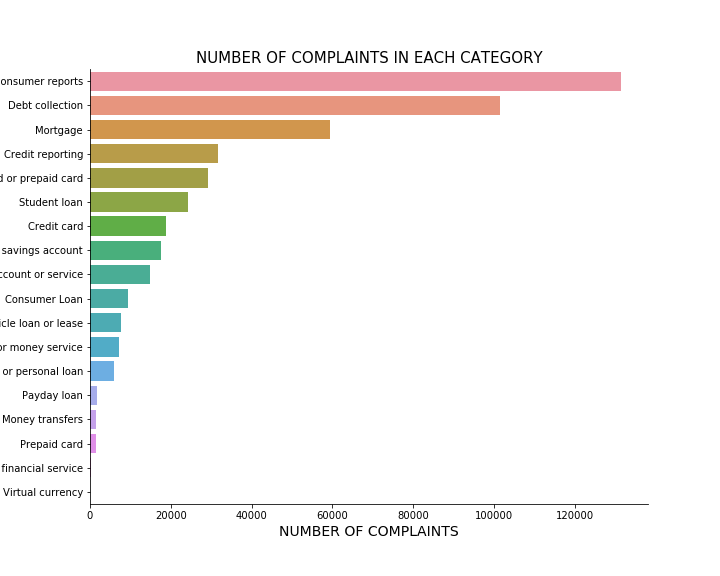 NUMBER OF COMPLAINTS IN EACH CATEGORY
onsumer reports
Debt collection
Mortgage
Credit reporting
d or prepaid card
Student loan
Credit card
savings account
ccount or service
Consumer Loan
icle loan or lease
or money service
or personal loan
Payday loan
Money transfers
Prepaid card
financial service
Virtual currency
0 20000 40000 60000 80000 100000 120000
NUMBER OF COMPLAINTS